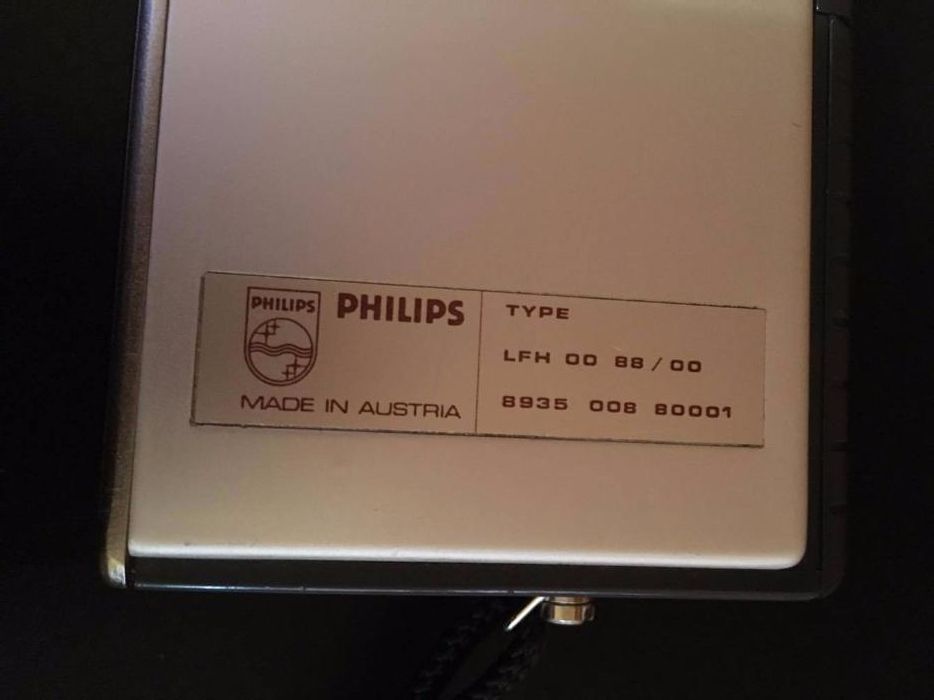 PHILIPS
PHILIPS
MADE IN AUSTRIA
TYPE
LFH 00 88/00
8935 008 80001